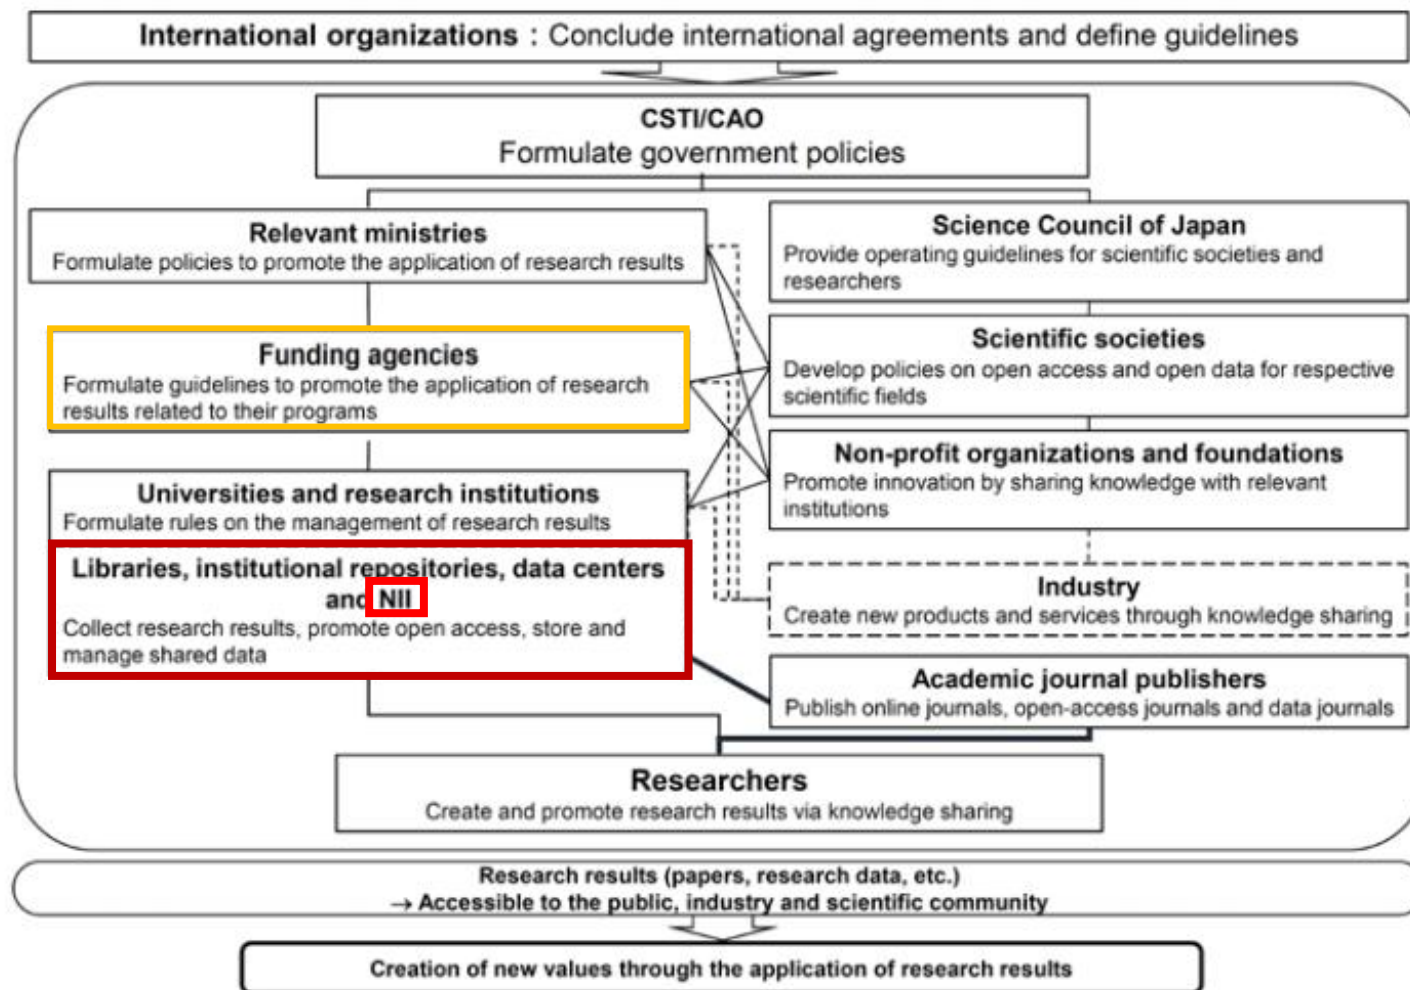 International organizations : Conclude international agreements and define guidelines
CSTI/CAO
Formulate government policies
Relevant ministries
Formulate policies to promote the application of research results
Funding agencies
Formulate guidelines to promote the application of research
results related to their programs
Universities and research institutions
Formulate rules on the management of research results
Libraries, institutional repositories, data centers
and NII
Collect research results, promote open access, store and
manage shared data
Science Council of Japan
Provide operating guidelines for scientific societies and
researchers
Scientific societies
Develop policies on open access and open data for respective
scientific fields
Non-profit organizations and foundations
Promote innovation by sharing knowledge with relevant
institutions
Industry
Create new products and services through knowledge sharing
Academic journal publishers
Publish online journals, open-access journals and data journals
Researchers
Create and promote research results via knowledge sharing
Research results (papers, research data, etc.)
→ Accessible to the public, industry and scientific community
Creation of new values through the application of research results